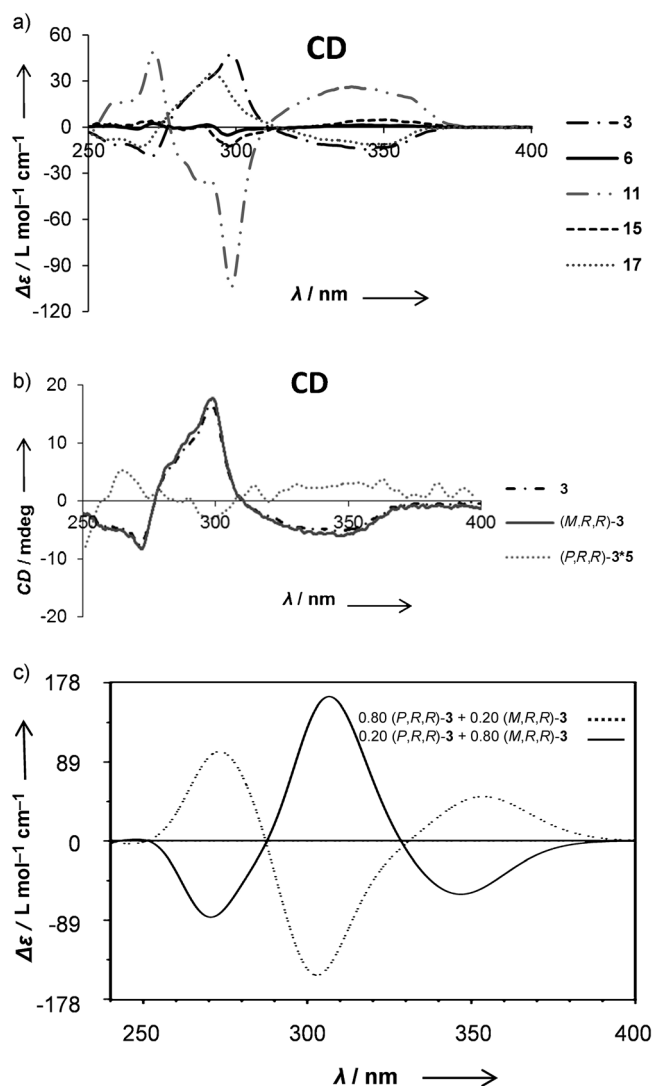 a)
CD
60
30
0
-30
-60
-90
-120
250
300
350
400
Δε / L mol⁻¹ cm⁻¹
λ / nm
3
6
11
15
17
b)
CD
20
10
0
-10
-20
250
300
350
400
CD / mdeg
λ / nm
3
(M,R,R)-3
(P,R,R)-3*5
c)
178
89
0
-89
-178
250
300
350
400
Δε / L mol⁻¹ cm⁻¹
0.80 (P,R,R)-3 + 0.20 (M,R,R)-3
0.20 (P,R,R)-3 + 0.80 (M,R,R)-3
λ / nm